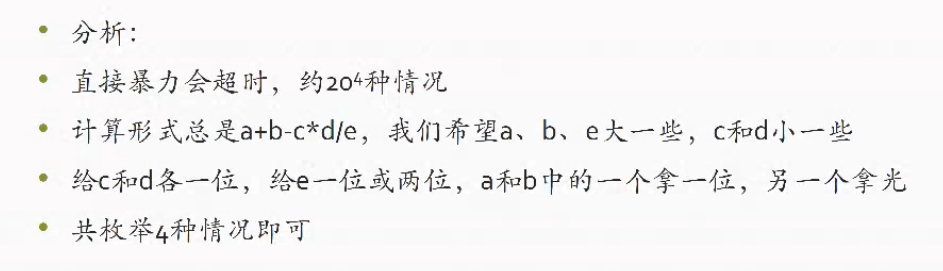 • 分析：
• 直接暴力会超时，约20⁴种情况
• 计算形式总是a+b-c*d/e，我们希望a、b、e大一些，c和d小一些
• 给c和d各一位，给e一位或两位，a和b中的一个拿一位，另一个拿光
• 共枚举4种情况即可